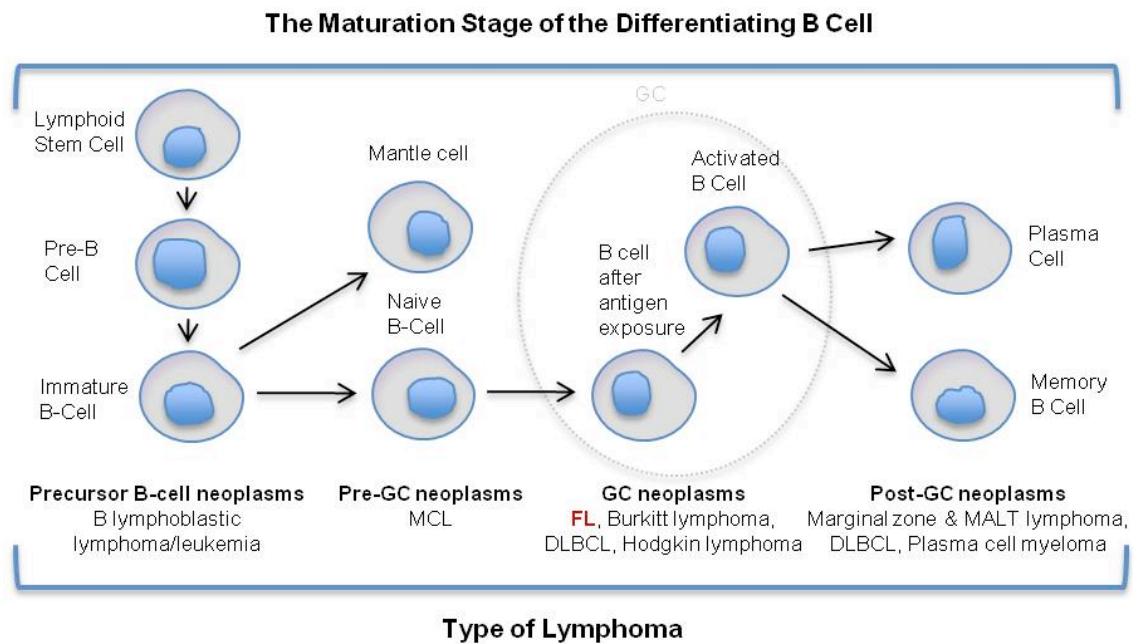 The Maturation Stage of the Differentiating B Cell
GC
Lymphoid
Stem Cell
Pre-B
Cell
Immature
B-Cell
Mantle cell
Naive
B-Cell
B cell
after
antigen
exposure
Activated
B Cell
Plasma
Cell
Memory
B Cell
Precursor B-cell neoplasms
B lymphoblastic
lymphoma/leukemia
Pre-GC neoplasms
MCL
GC neoplasms
FL, Burkitt lymphoma,
DLBCL, Hodgkin lymphoma
Post-GC neoplasms
Marginal zone & MALT lymphoma,
DLBCL, Plasma cell myeloma
Type of Lymphoma